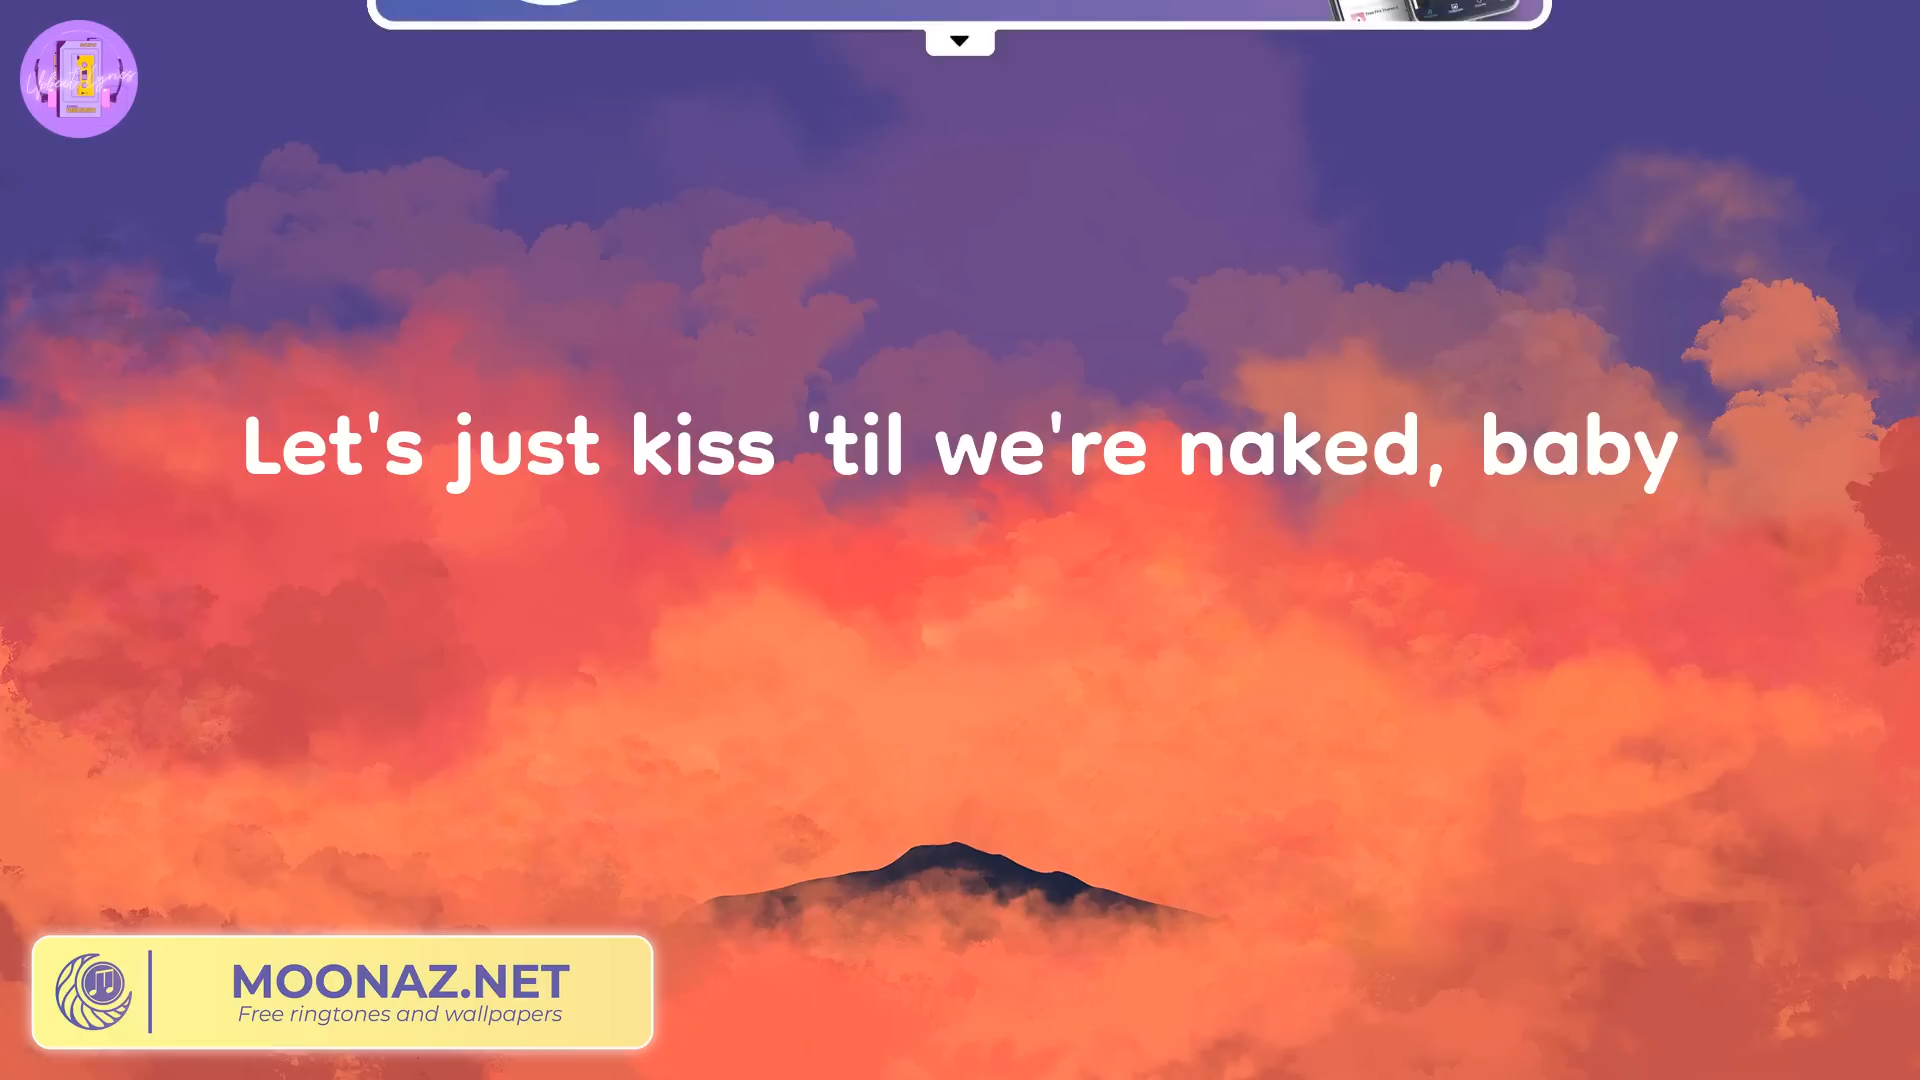 Let's just kiss 'til we're naked, baby
MOONAZ.NET
Free ringtones and wallpapers